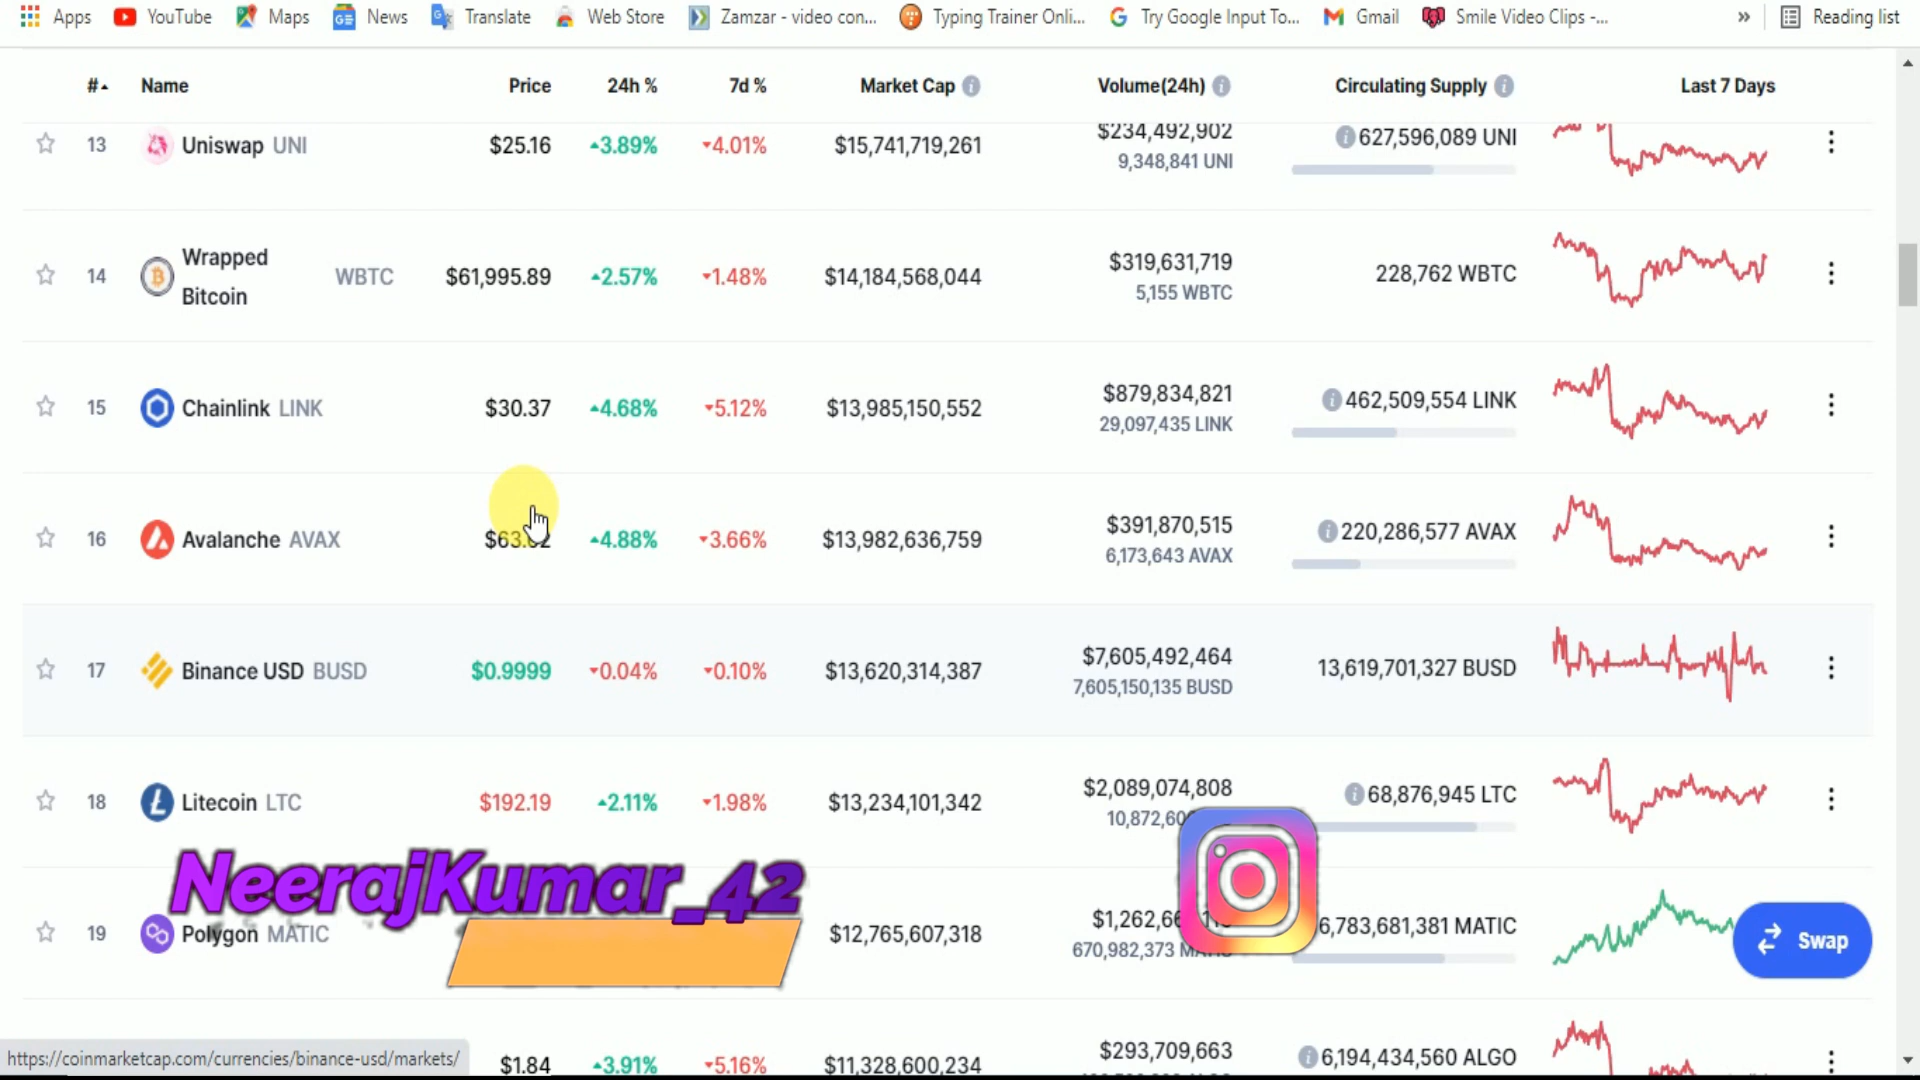 Apps YouTube Maps News Translate Web Store Zamzar - video con... Typing Trainer Onli... Try Google Input To... Gmail Smile Video Clips -... » Reading list
# Name Price 24h % 7d % Market Cap Volume(24h) Circulating Supply Last 7 Days
13 Uniswap UNI $25.16 3.89% 4.01% $15,741,719,261 $234,492,902 627,596,089 UNI
9,348,841 UNI
14 Wrapped Bitcoin WBTC $61,995.89 2.57% 1.48% $14,184,568,044 $319,631,719 228,762 WBTC
5,155 WBTC
15 Chainlink LINK $30.37 4.68% 5.12% $13,985,150,552 $879,834,821 462,509,554 LINK
29,097,435 LINK
16 Avalanche AVAX 4.88% 3.66% $13,982,636,759 $391,870,515 220,286,577 AVAX
6,173,643 AVAX
17 Binance USD BUSD $0.9999 0.04% 0.10% $13,620,314,387 $7,605,492,464 13,619,701,327 BUSD
7,605,150,135 BUSD
18 Litecoin LTC $192.19 2.11% 1.98% $13,234,101,342 $2,089,074,808 68,876,945 LTC
NeerajKumar_42
19 Polygon MATIC $12,765,607,318 6,783,681,381 MATIC
670,982,373
Swap
https://coinmarketcap.com/currencies/binance-usd/markets/ $1.84 3.91% 5.16% $11,328,600,234 $293,709,663 6,194,434,560 ALGO